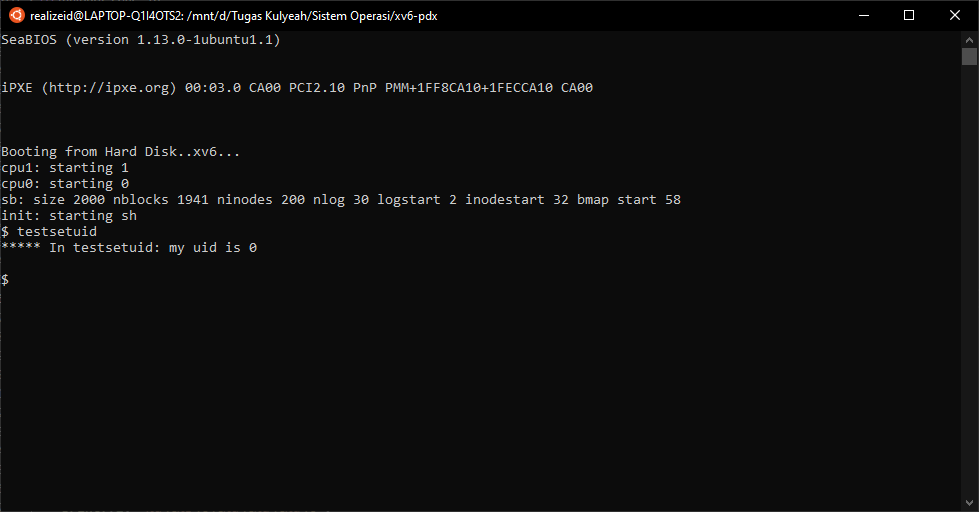 realizeid@LAPTOP-Q1I4OTS2: /mnt/d/Tugas Kulyeah/Sistem Operasi/xv6-pdx
SeaBIOS (version 1.13.0-1ubuntu1.1)
iPXE (http://ipxe.org) 00:03.0 CA00 PCI2.10 PnP PMM+1FF8CA10+1FECCA10 CA00
Booting from Hard Disk..xv6...
cpu1: starting 1
cpu0: starting 0
sb: size 2000 nblocks 1941 ninodes 200 nlog 30 logstart 2 inodestart 32 bmap start 58
init: starting sh
$ testsetuid
***** In testsetuid: my uid is 0
$